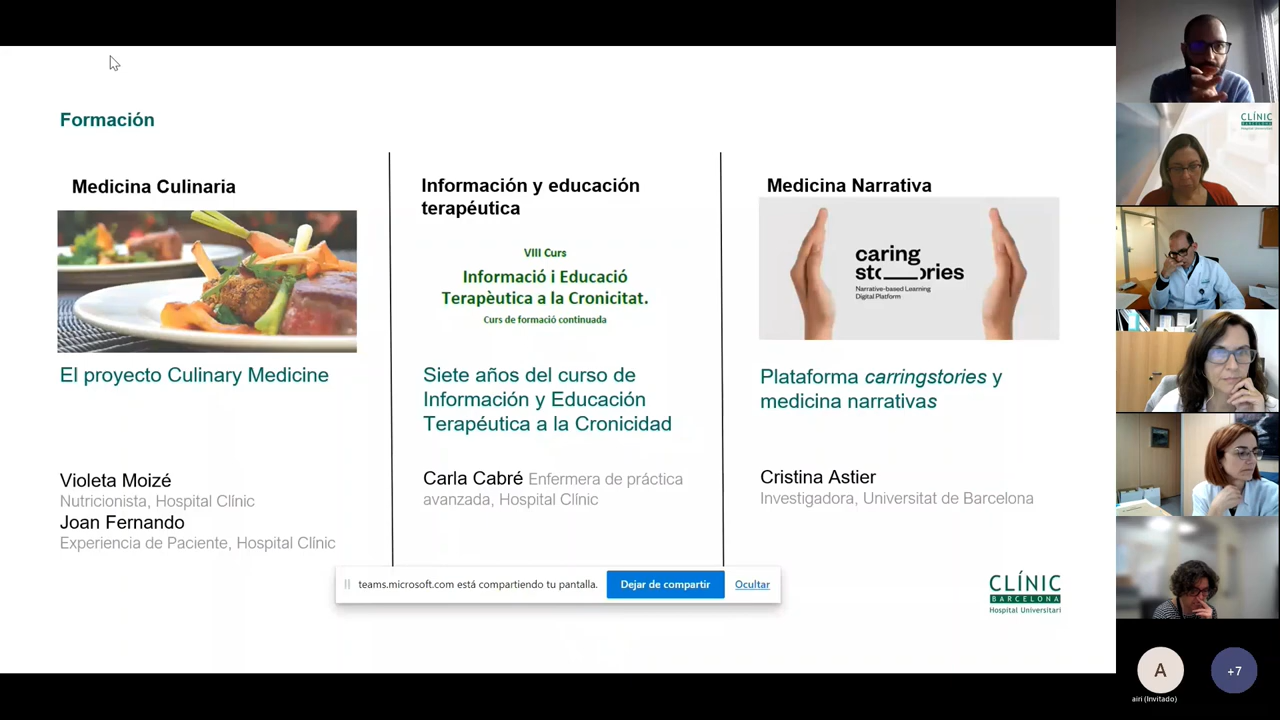 Formación
Medicina Culinaria
El proyecto Culinary Medicine
Violeta Moizé
Nutricionista, Hospital Clínic
Joan Fernando
Experiencia de Paciente, Hospital Clínic
Información y educación
terapéutica
VIII Curs
Informació i Educació
Terapèutica a la Cronicitat.
Curs de formació continuada
Siete años del curso de
Información y Educación
Terapéutica a la Cronicidad
Carla Cabré Enfermera de práctica
avanzada, Hospital Clínic
Medicina Narrativa
caring
stc___ories
Narrative-based Learning
Digital Platform
Plataforma carringstories y
medicina narrativas
Cristina Astier
Investigadora, Universitat de Barcelona
teams.microsoft.com está compartiendo tu pantalla.
Dejar de compartir
Ocultar
CLÍNIC
BARCELONA
Hospital Universitari
CLÍNIC
BARCELONA
Hospital Universitari
A
airi (Invitado)
+7